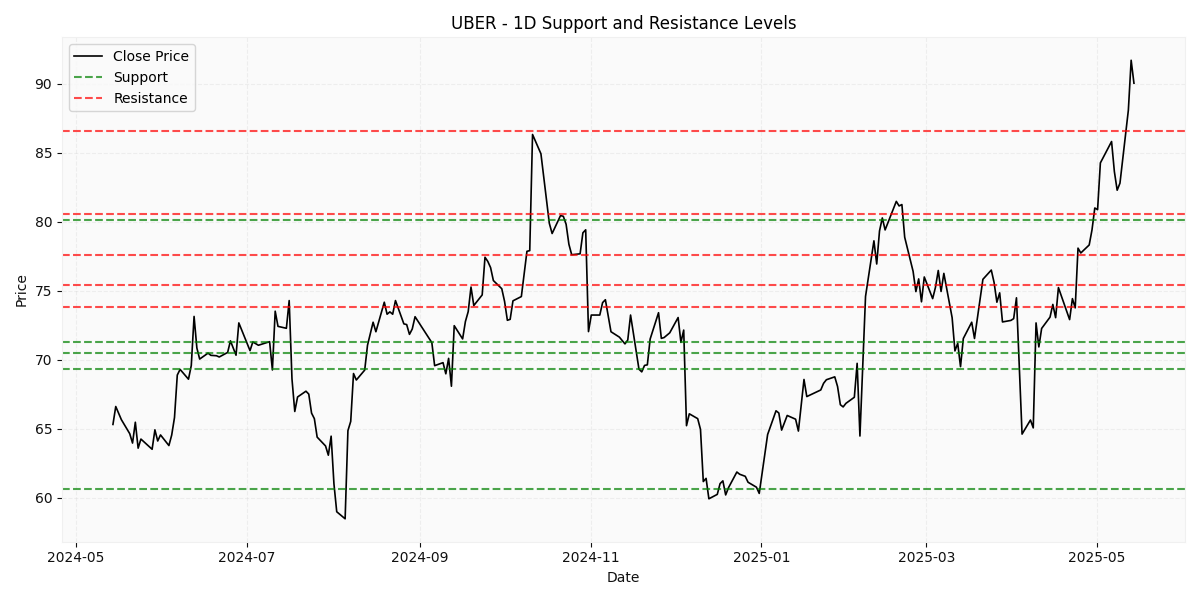 UBER - 1D Support and Resistance Levels
Close Price
Support
Resistance
Price
90
85
80
75
70
65
60
2024-05 2024-07 2024-09 2024-11 2025-01 2025-03 2025-05
Date